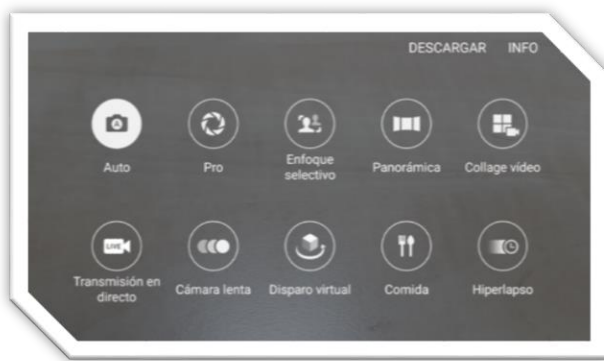 DESCARGAR INFO
Auto
Pro
Enfoque
selectivo
Panorámica
Collage vídeo
LIVE
Transmisión en
directo
Cámara lenta
Disparo virtual
Comida
Hiperlapso